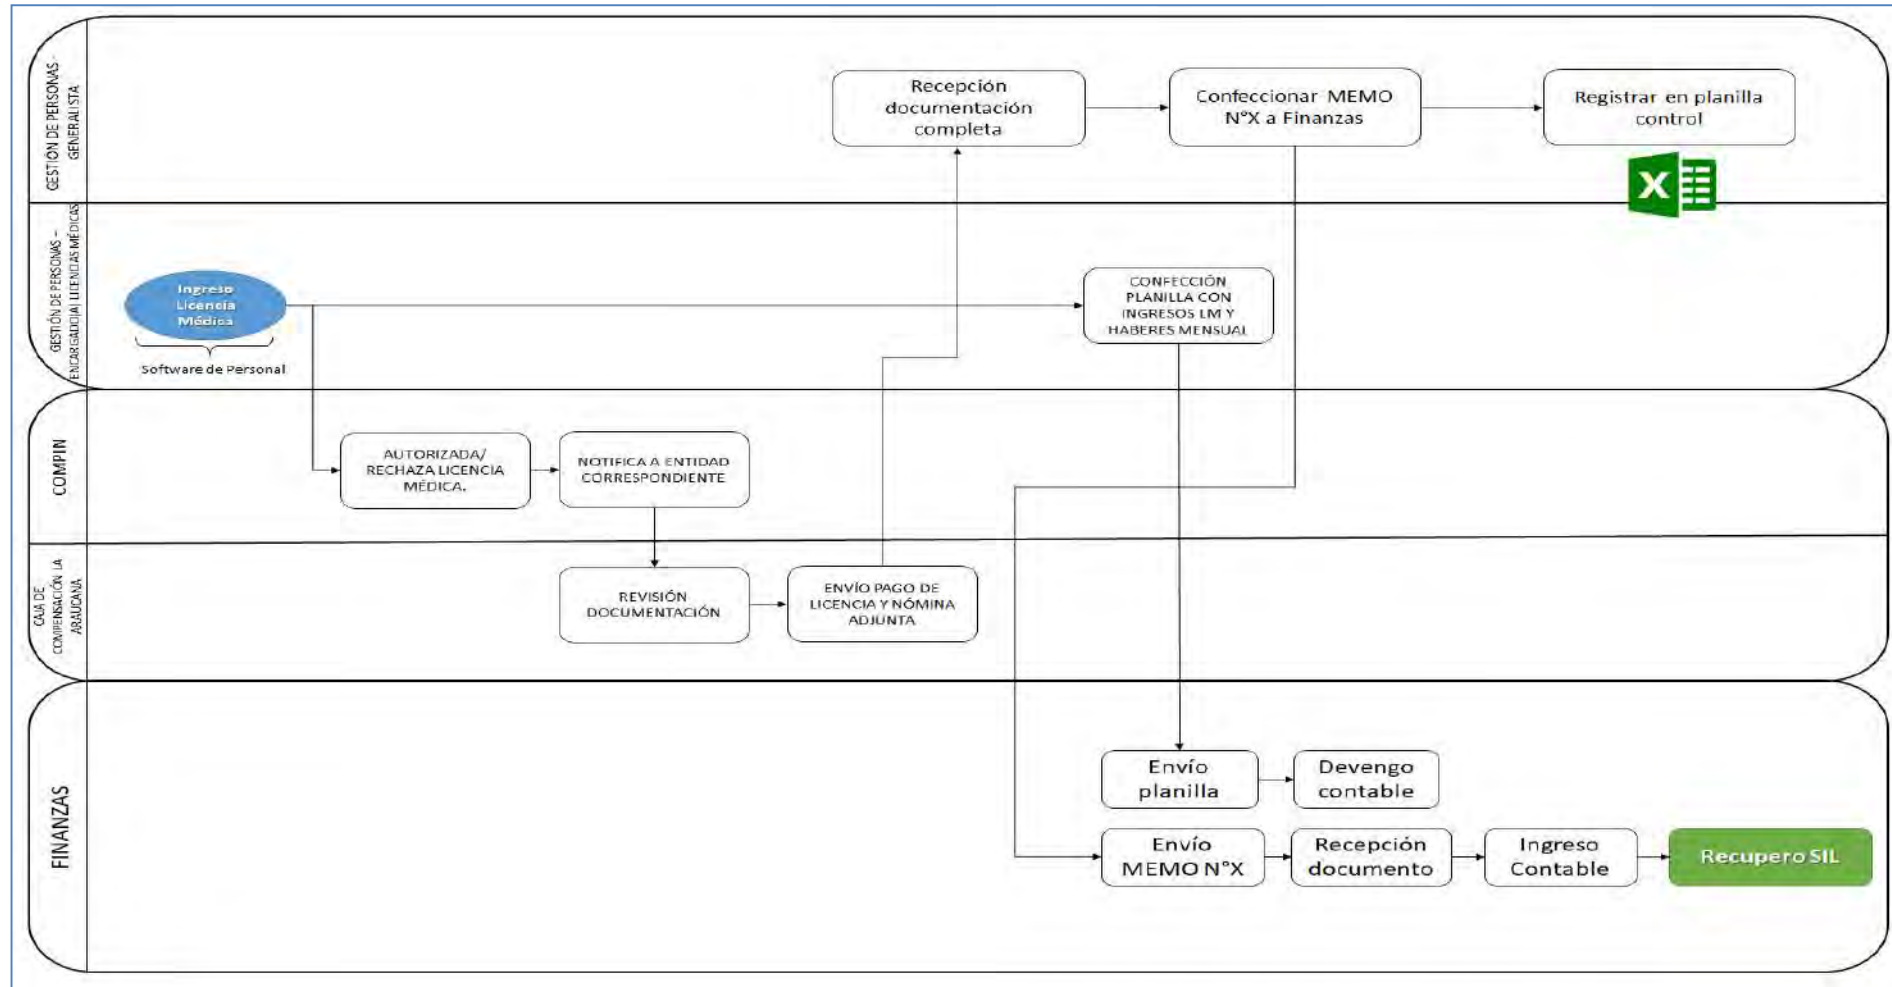 GESTIÓN DE PERSONAS -
GENERALISTA
Recepción
documentación
completa
Confeccionar MEMO
N°X a Finanzas
Registrar en planilla
control
X
GESTIÓN DE PERSONAS –
ENCARGADO(A) LICENCIAS MÉDICAS
Ingreso
Licencia
Médica
Software de Personal
CONFECCIÓN
PLANILLA CON
INGRESOS LM Y
HABERES MENSUAL
COMPIN
AUTORIZADA/
RECHAZA LICENCIA
MÉDICA.
NOTIFICA A ENTIDAD
CORRESPONDIENTE
CAJA DE
COMPENSACIÓN LA
ARAUCANA
REVISIÓN
DOCUMENTACIÓN
ENVÍO PAGO DE
LICENCIA Y NÓMINA
ADJUNTA
FINANZAS
Envío
planilla
Devengo
contable
Envío
MEMO N°X
Recepción
documento
Ingreso
Contable
Recupero SIL